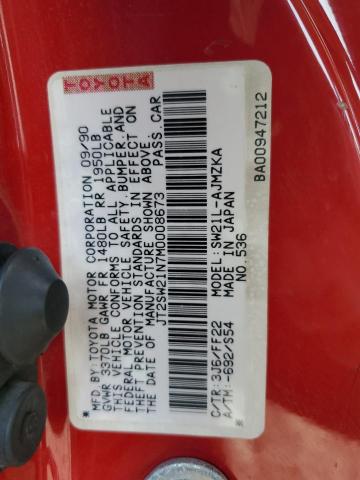 TOYOTA
MFD.BY:TOYOTA MOTOR CORPORATION 09/90
GVWR 3370LB GAWR FR 1480LB RR 1950LB
THIS VEHICLE CONFORMS TO ALL APPLICABLE
FEDERAL MOTOR VEHICLE SAFETY, BUMPER, AND
THEFT PREVENTION STANDARDS IN EFFECT ON
THE DATE OF MANUFACTURE SHOWN ABOVE.
JT2SW21N7M0008673 PASS.CAR
C/TR:3J6/FF22 MODEL:SW21L-AJMZKA
A/TM:-692/S54 MADE IN JAPAN
NO.536
BA00947212